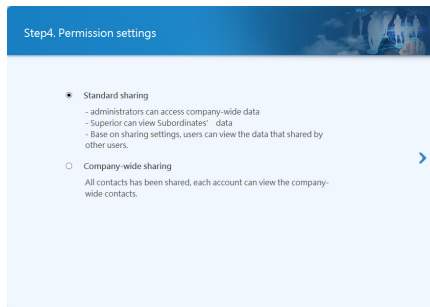 Step4. Permission settings
Standard sharing
- administrators can access company-wide data
- Superior can view Subordinates' data
- Base on sharing settings, users can view the data that shared by
other users.
Company-wide sharing
All contacts has been shared, each account can view the company-
wide contacts.